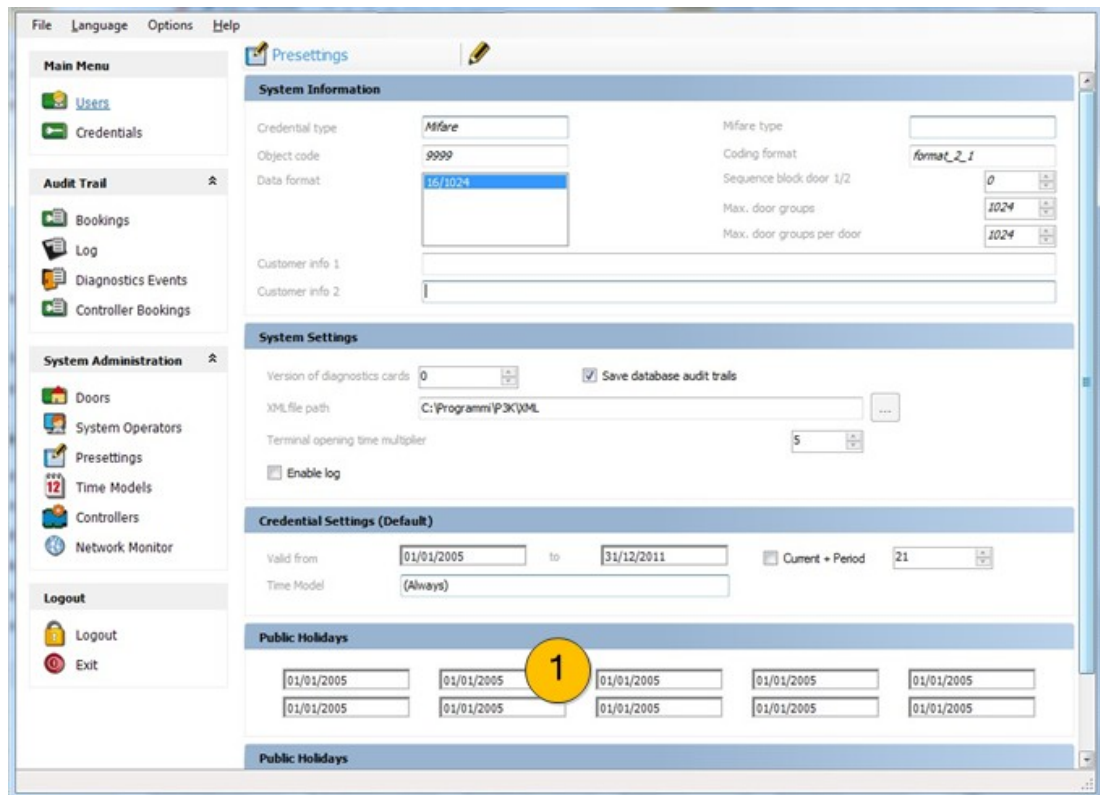 File Language Options Help
Main Menu
Users
Credentials
Audit Trail
Bookings
Log
Diagnostics Events
Controller Bookings
System Administration
Doors
System Operators
Presettings
12 Time Models
Controllers
Network Monitor
Logout
Logout
Exit
Presettings
System Information
Credential type Mifare Mifare type
Object code 9999 Coding format format_2_1
Data format 16/1024 Sequence block door 1/2 0
Max. door groups 1024
Max. door groups per door 1024
Customer info 1
Customer info 2
System Settings
Version of diagnostics cards 0 Save database audit trails
XMLfile path C:\Programmi\P3K\XML ...
Terminal opening time multiplier 5
Enable log
Credential Settings (Default)
Valid from 01/01/2005 to 31/12/2011 Current + Period 21
Time Model (Always)
Public Holidays
1
01/01/2005 01/01/2005 01/01/2005 01/01/2005 01/01/2005
01/01/2005 01/01/2005 01/01/2005 01/01/2005 01/01/2005
Public Holidays